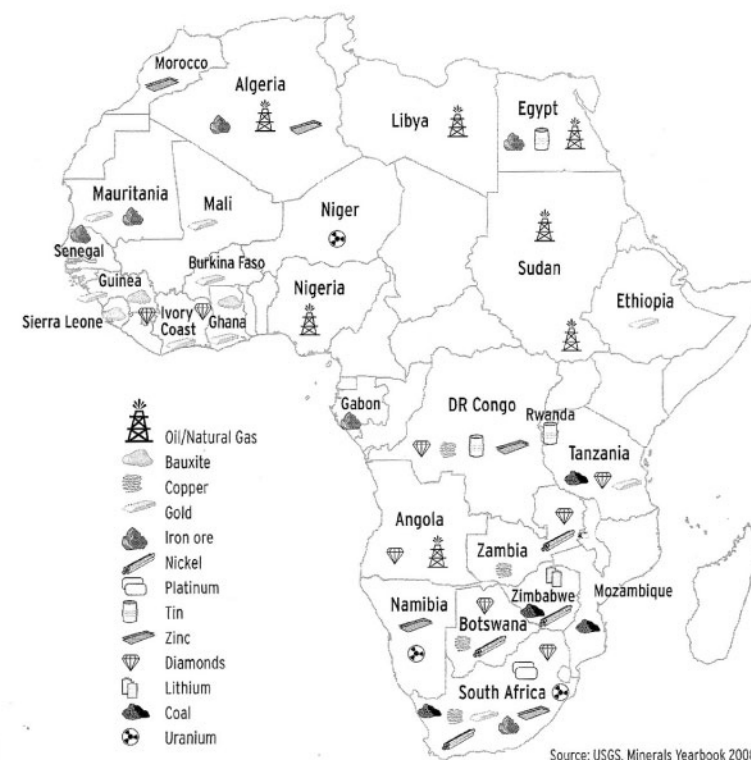 Morocco
Algeria
Libya
Egypt
Mauritania
Mali
Niger
Sudan
Senegal
Burkina Faso
Guinea
Nigeria
Ethiopia
Sierra Leone
Ivory
Coast
Ghana
Gabon
DR Congo
Rwanda
Tanzania
Angola
Zambia
Zimbabwe
Mozambique
Namibia
Botswana
South Africa
Oil/Natural Gas
Bauxite
Copper
Gold
Iron ore
Nickel
Platinum
Tin
Zinc
Diamonds
Lithium
Coal
Uranium
Source: USGS, Minerals Yearbook 2008